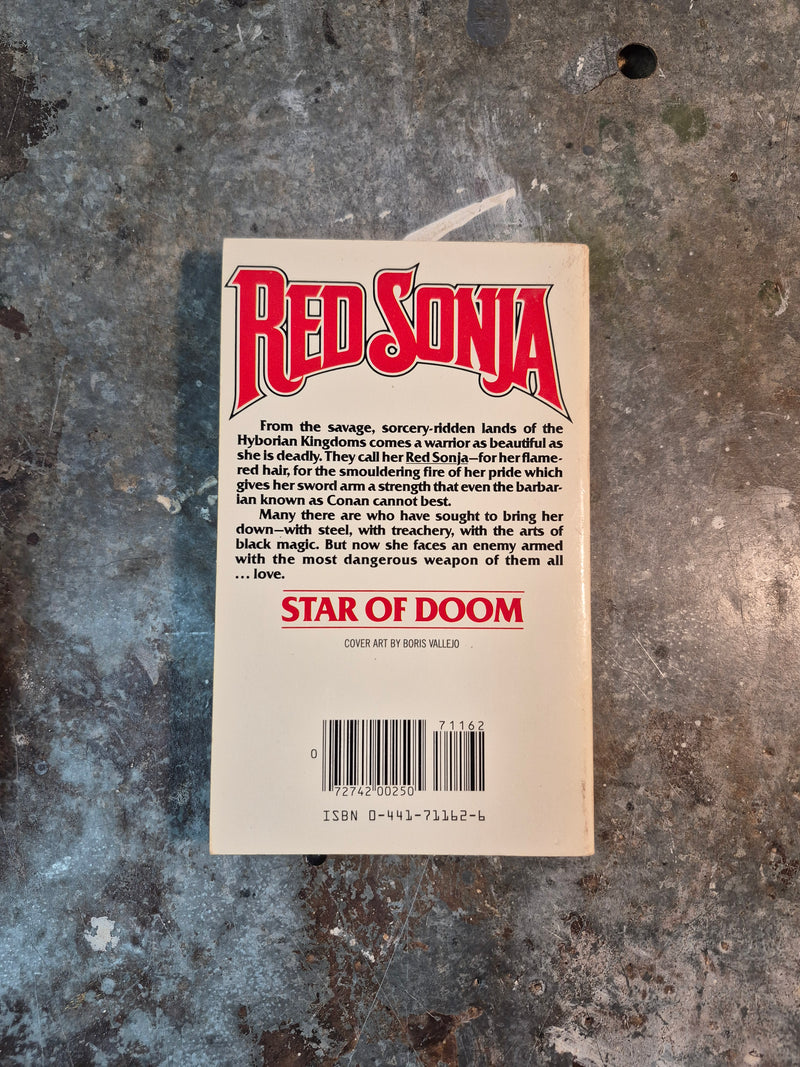 RED SONJA
From the savage, sorcery-ridden lands of the
Hyborian Kingdoms comes a warrior as beautiful as
she is deadly. They call her Red Sonja—for her flame-
red hair, for the smouldering fire of her pride which
gives her sword arm a strength that even the barbar-
ian known as Conan cannot best.
Many there are who have sought to bring her
down—with steel, with treachery, with the arts of
black magic. But now she faces an enemy armed
with the most dangerous weapon of them all
... love.
STAR OF DOOM
COVER ART BY BORIS VALLEJO
71162
0
72742 00250
ISBN 0-441-71162-6